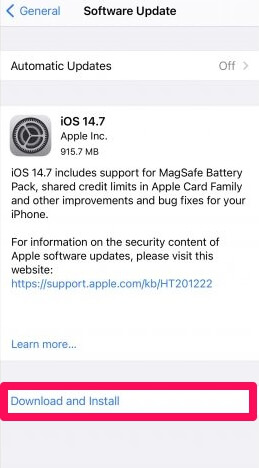 General
Software Update
Automatic Updates
Off
iOS 14.7
Apple Inc.
915.7 MB
iOS 14.7 includes support for MagSafe Battery
Pack, shared credit limits in Apple Card Family
and other improvements and bug fixes for your
iPhone.
For information on the security content of
Apple software updates, please visit this
website:
https://support.apple.com/kb/HT201222
Learn more...
Download and Install